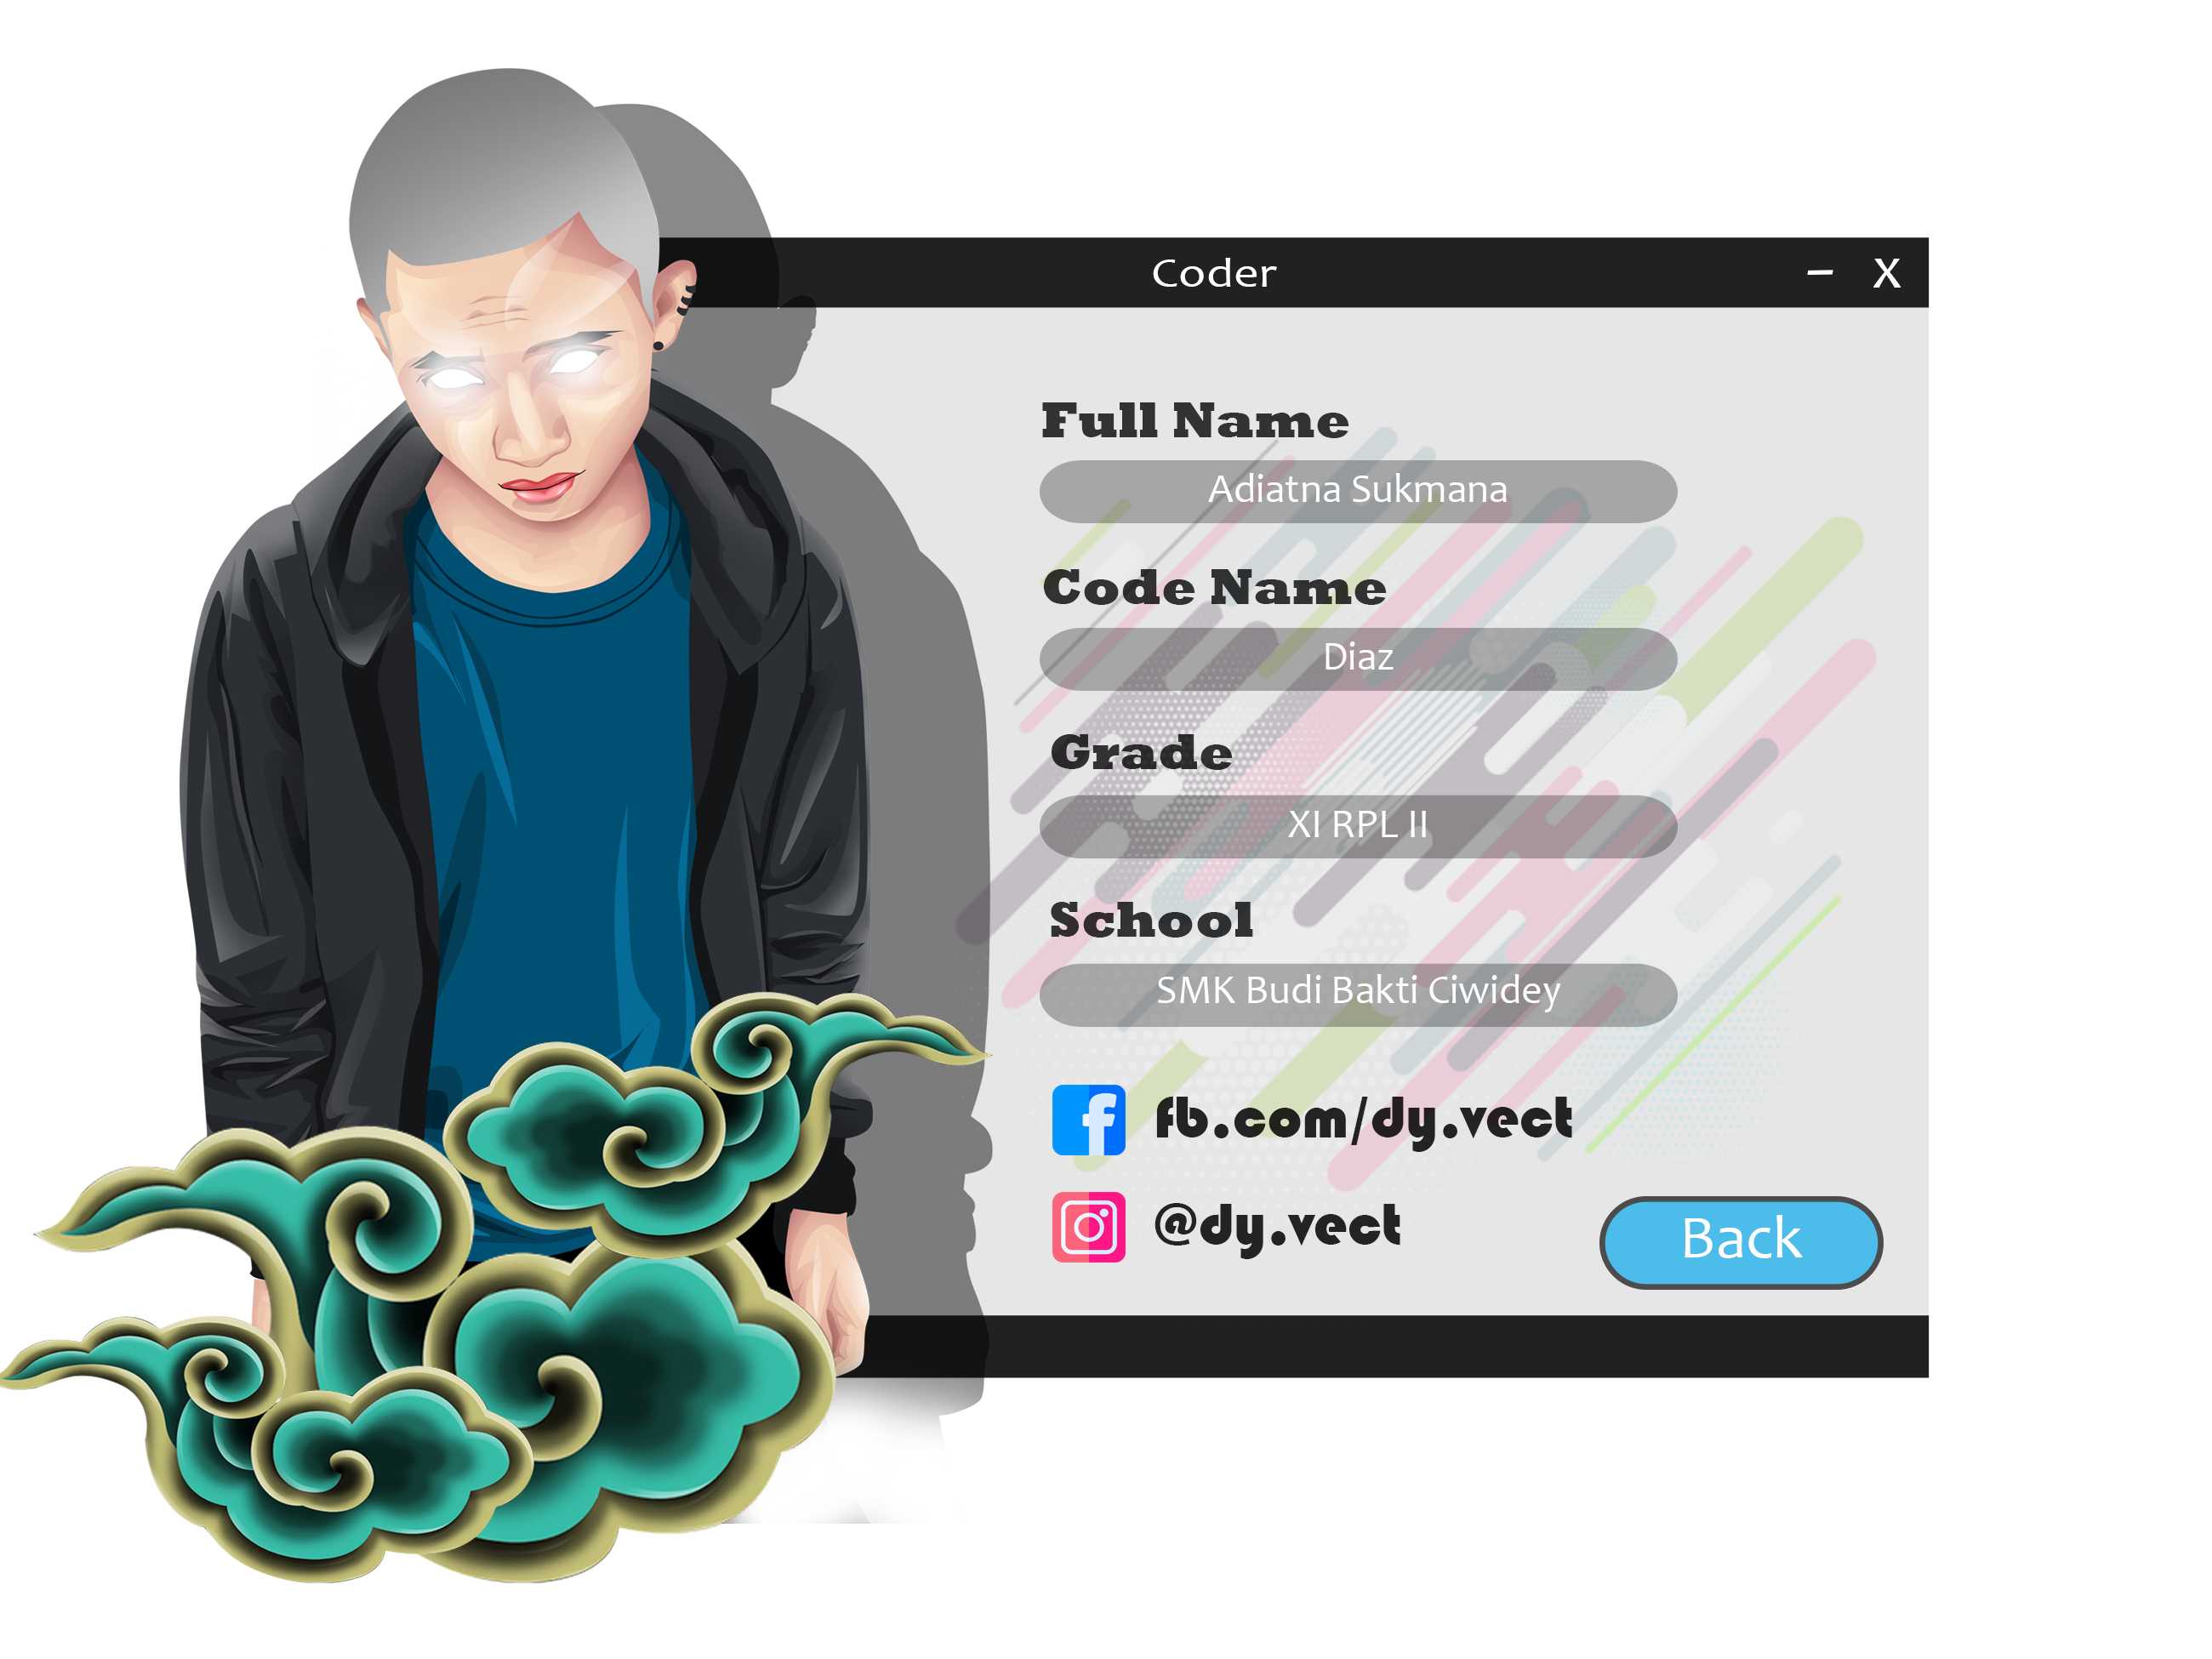 Coder
– X
Full Name
Adiatna Sukmana
Code Name
Diaz
Grade
XI RPL II
School
SMK Budi Bakti Ciwidey
fb.com/dy.vect
@dy.vect
Back